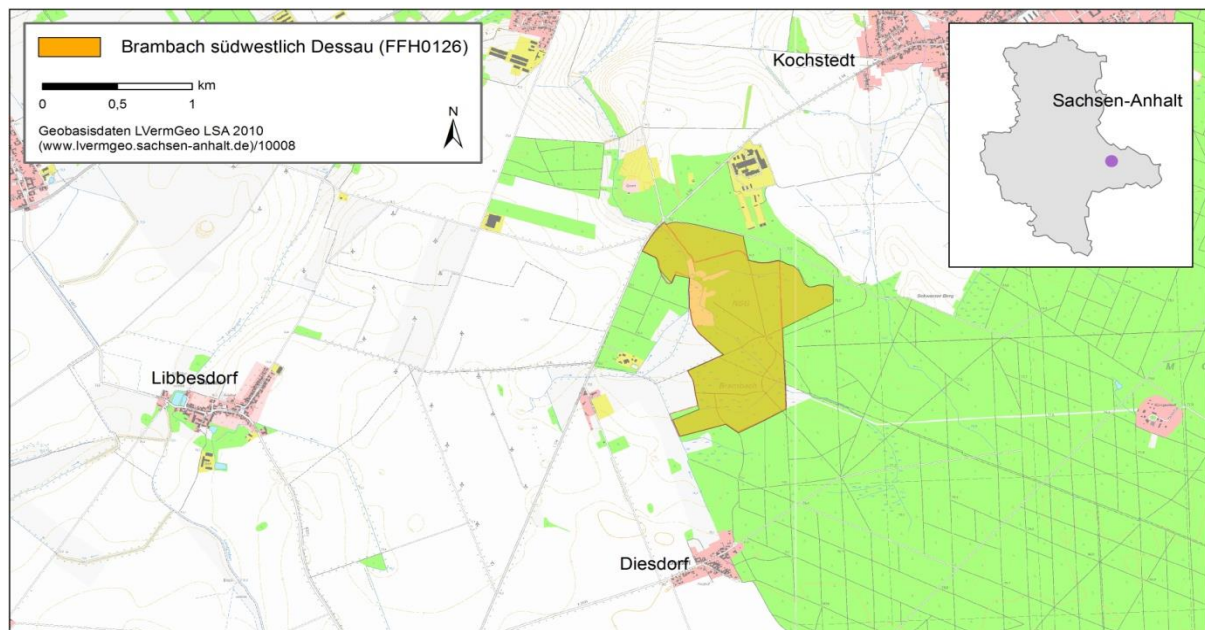 Brambach südwestlich Dessau (FFH0126)
km
0 0,5 1
N
Geobasisdaten LVermGeo LSA 2010
(www.lvermgeo.sachsen-anhalt.de)/10008
Kochstedt
Sachsen-Anhalt
Libbesdorf
Brambach
Diesdorf